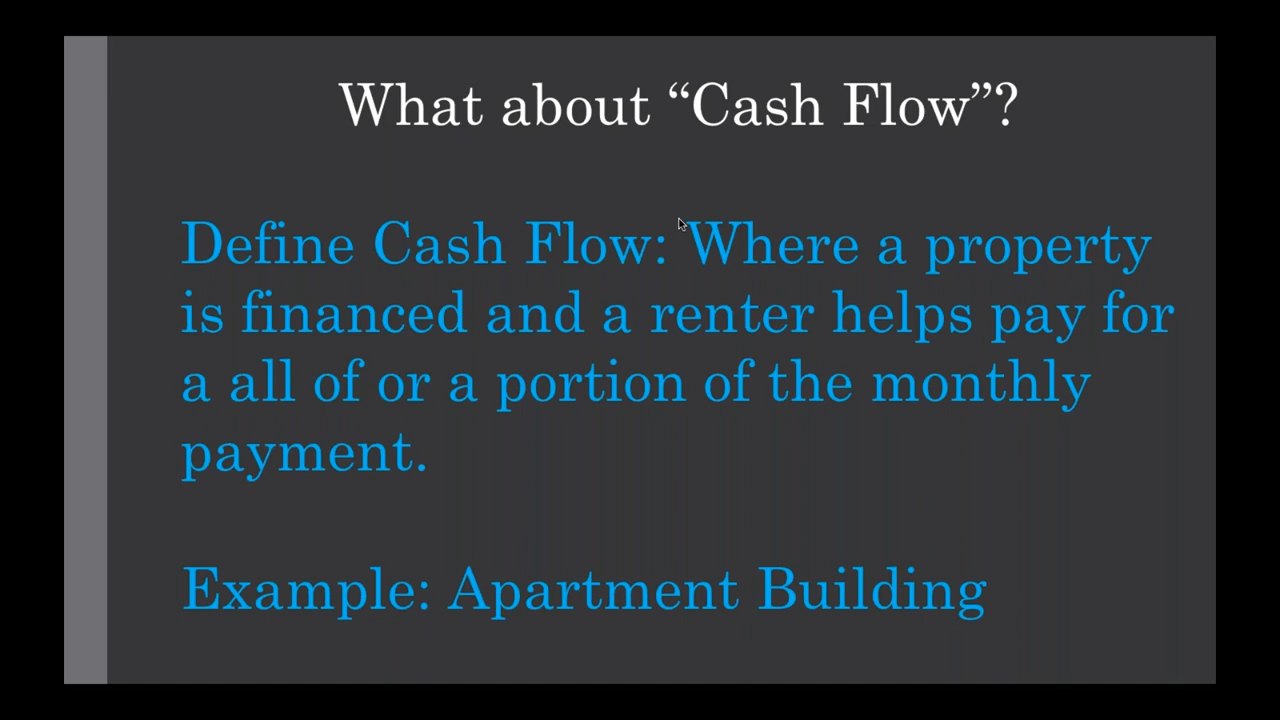 What about “Cash Flow”?
Define Cash Flow: Where a property
is financed and a renter helps pay for
a all of or a portion of the monthly
payment.
Example: Apartment Building